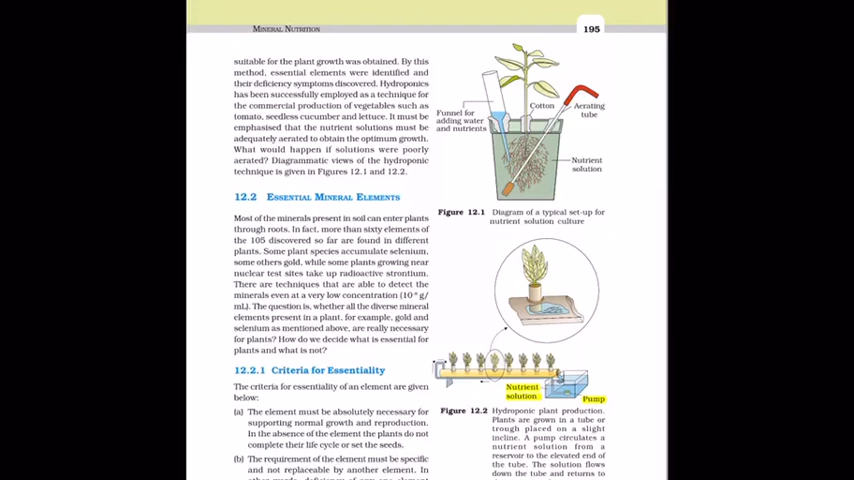 MINERAL NUTRITION
195
suitable for the plant growth was obtained. By this
method, essential elements were identified and
their deficiency symptoms discovered. Hydroponics
has been successfully employed as a technique for
the commercial production of vegetables such as
tomato, seedless cucumber and lettuce. It must be
emphasised that the nutrient solutions must be
adequately aerated to obtain the optimum growth.
What would happen if solutions were poorly
aerated? Diagrammatic views of the hydroponic
technique is given in Figures 12.1 and 12.2.
12.2 ESSENTIAL MINERAL ELEMENTS
Most of the minerals present in soil can enter plants
through roots. In fact, more than sixty elements of
the 105 discovered so far are found in different
plants. Some plant species accumulate selenium,
some others gold, while some plants growing near
nuclear test sites take up radioactive strontium.
There are techniques that are able to detect the
minerals even at a very low concentration (10⁻⁸ g/
mL). The question is, whether all the diverse mineral
elements present in a plant, for example, gold and
selenium as mentioned above, are really necessary
for plants? How do we decide what is essential for
plants and what is not?
12.2.1 Criteria for Essentiality
The criteria for essentiality of an element are given
below:
(a) The element must be absolutely necessary for
supporting normal growth and reproduction.
In the absence of the element the plants do not
complete their life cycle or set the seeds.
(b) The requirement of the element must be specific
and not replaceable by another element. In
other words, deficiency of any one element
Funnel for
adding water
and nutrients
Cotton
Aerating
tube
Nutrient
solution
Figure 12.1 Diagram of a typical set-up for
nutrient solution culture
Nutrient
solution
Pump
Figure 12.2 Hydroponic plant production.
Plants are grown in a tube or
trough placed on a slight
incline. A pump circulates a
nutrient solution from a
reservoir to the elevated end of
the tube. The solution flows
down the tube and returns to